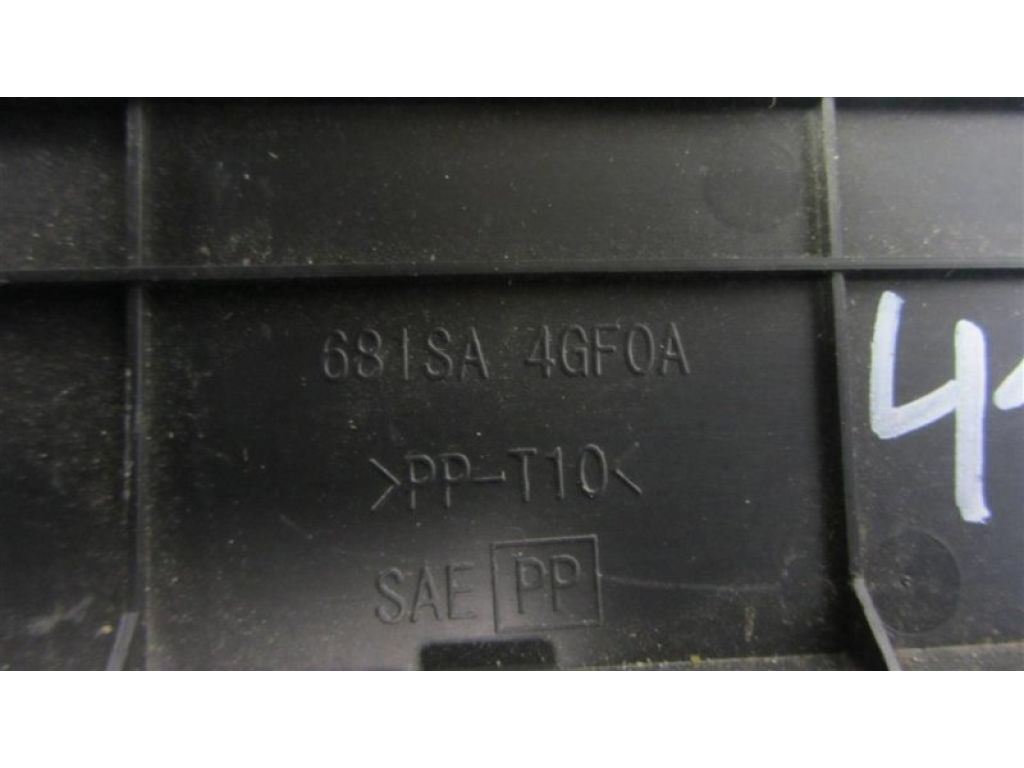 681SA 4GF0A
>PP-T10<
SAE PP